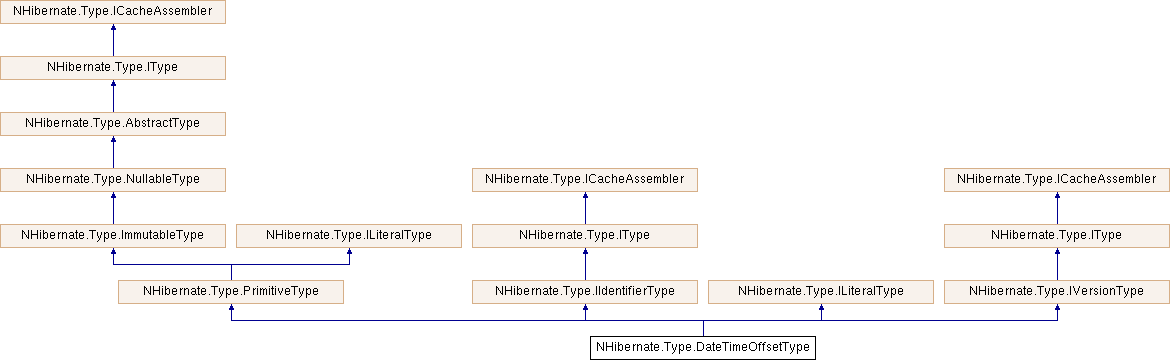 NHibernate.Type.ICacheAssembler
NHibernate.Type.IType
NHibernate.Type.AbstractType
NHibernate.Type.NullableType
NHibernate.Type.ICacheAssembler
NHibernate.Type.ICacheAssembler
NHibernate.Type.ImmutableType
NHibernate.Type.ILiteralType
NHibernate.Type.IType
NHibernate.Type.IType
NHibernate.Type.PrimitiveType
NHibernate.Type.IIdentifierType
NHibernate.Type.ILiteralType
NHibernate.Type.IVersionType
NHibernate.Type.DateTimeOffsetType